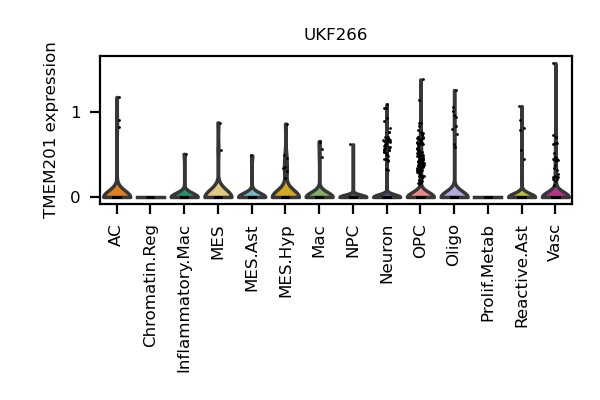 UKF266
TMEM201 expression
1
0
AC
Chromatin.Reg
Inflammatory.Mac
MES
MES.Ast
MES.Hyp
Mac
NPC
Neuron
OPC
Oligo
Prolif.Metab
Reactive.Ast
Vasc